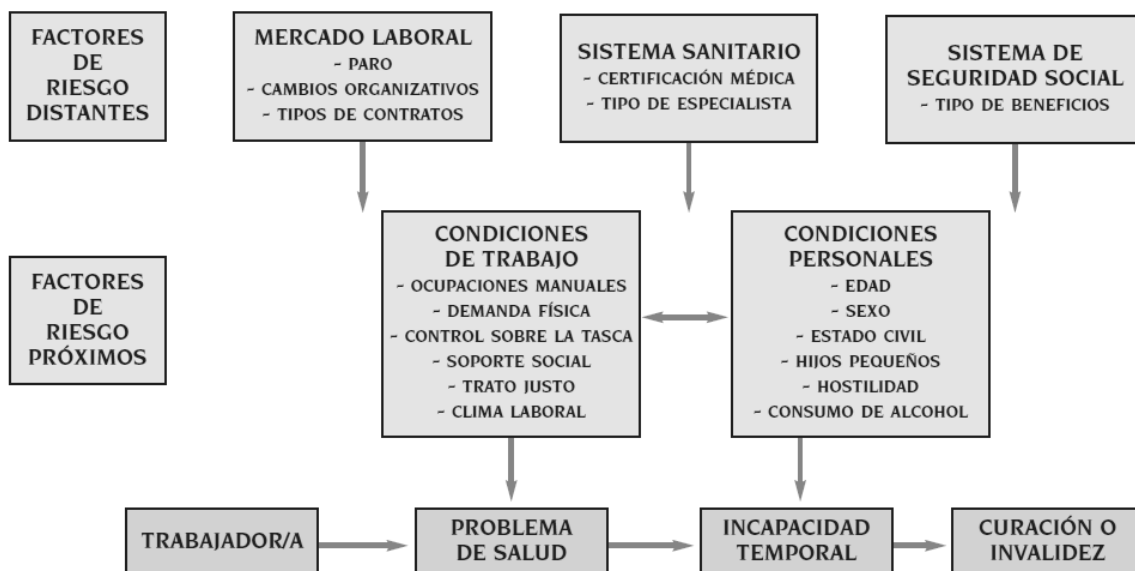 FACTORES
DE
RIESGO
DISTANTES
MERCADO LABORAL
- PARO
- CAMBIOS ORGANIZATIVOS
- TIPOS DE CONTRATOS
SISTEMA SANITARIO
- CERTIFICACIÓN MÉDICA
- TIPO DE ESPECIALISTA
SISTEMA DE
SEGURIDAD SOCIAL
- TIPO DE BENEFICIOS
FACTORES
DE
RIESGO
PRÓXIMOS
CONDICIONES
DE TRABAJO
- OCUPACIONES MANUALES
- DEMANDA FÍSICA
- CONTROL SOBRE LA TASCA
- SOPORTE SOCIAL
- TRATO JUSTO
- CLIMA LABORAL
CONDICIONES
PERSONALES
- EDAD
- SEXO
- ESTADO CIVIL
- HIJOS PEQUEÑOS
- HOSTILIDAD
- CONSUMO DE ALCOHOL
TRABAJADOR/A
PROBLEMA
DE SALUD
INCAPACIDAD
TEMPORAL
CURACIÓN O
INVALIDEZ